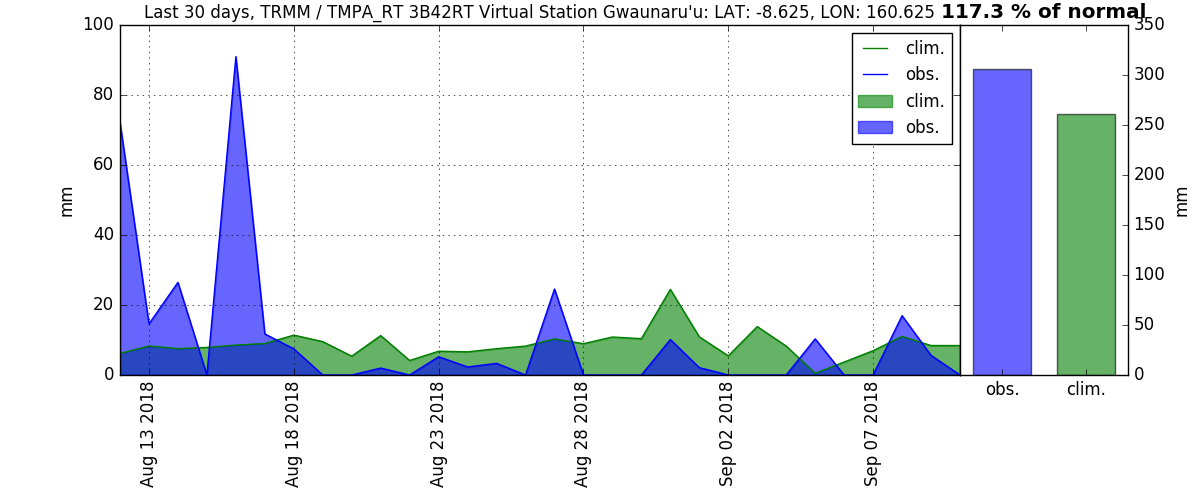 Last 30 days, TRMM / TMPA_RT 3B42RT Virtual Station Gwaunaru'u: LAT: -8.625, LON: 160.625 117.3 % of normal
100
80
60
40
20
0
mm
clim.
obs.
clim.
obs.
350
300
250
200
150
100
50
0
mm
obs.
clim.
Aug 13 2018
Aug 18 2018
Aug 23 2018
Aug 28 2018
Sep 02 2018
Sep 07 2018